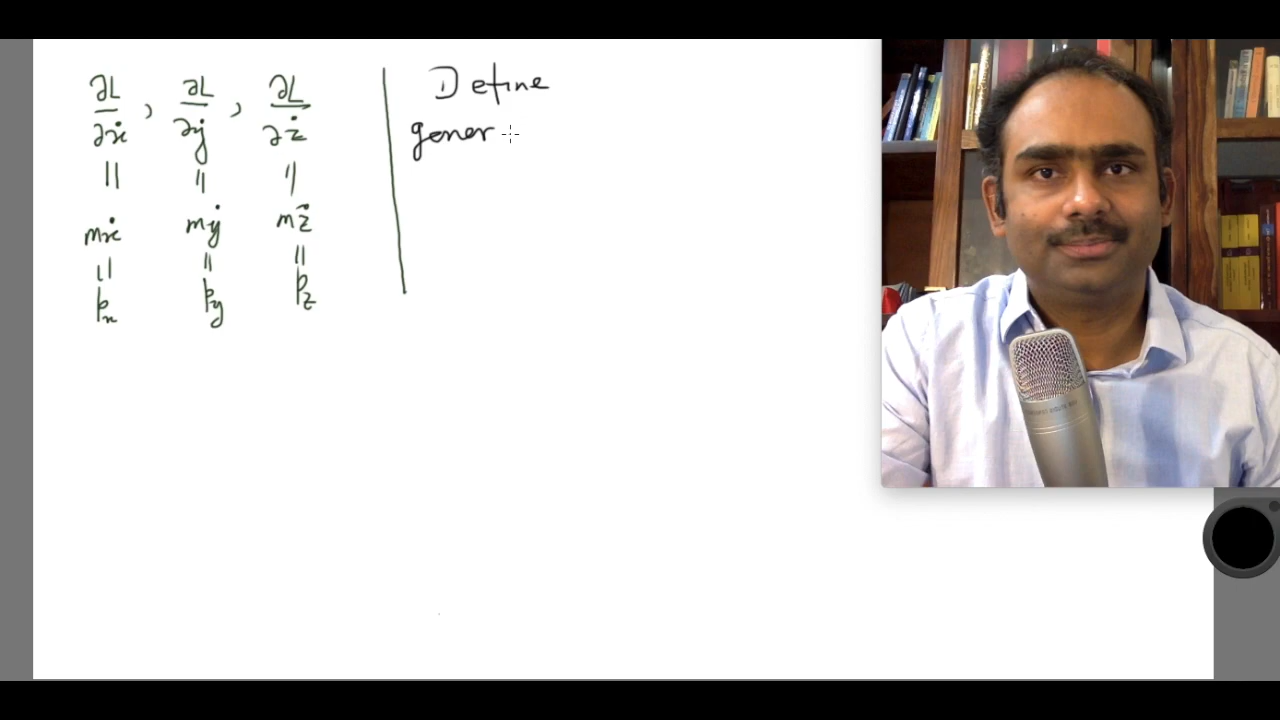 ∂L/∂ẋ , ∂L/∂ẏ , ∂L/∂ż
|| || ||
mẋ mẏ mż
|| || ||
pₓ p_y p_z
Define
gener